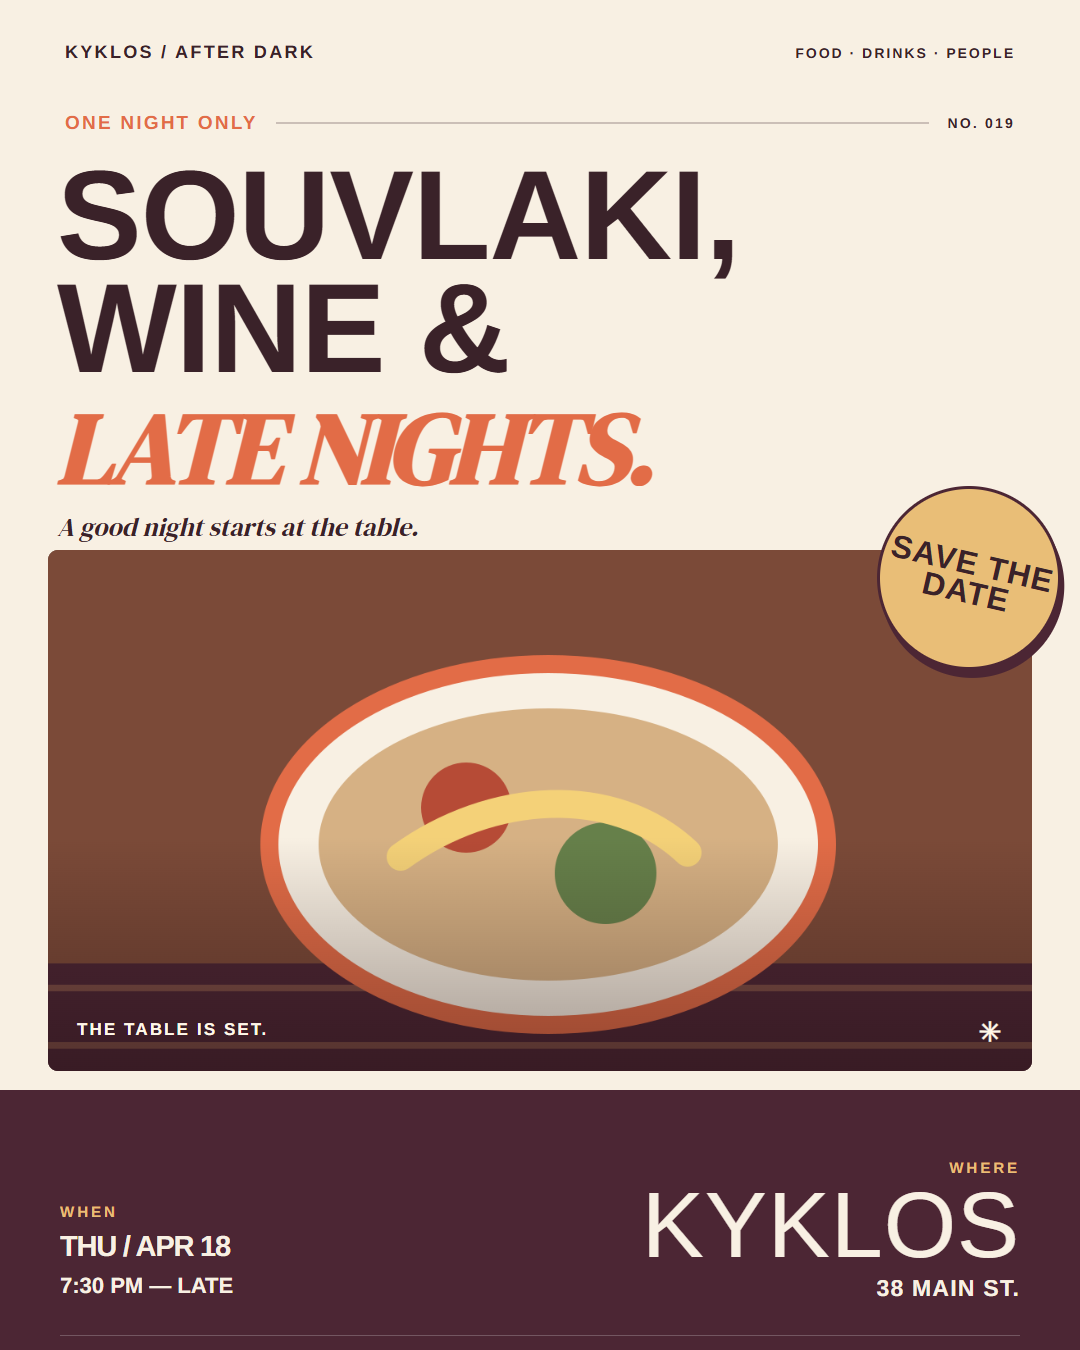 KYKLOS / AFTER DARK
FOOD · DRINKS · PEOPLE
ONE NIGHT ONLY
NO. 019
SOUVLAKI,
WINE &
LATE NIGHTS.
A good night starts at the table.
SAVE THE
DATE
THE TABLE IS SET.
WHEN
THU / APR 18
7:30 PM — LATE
WHERE
KYKLOS
38 MAIN ST.